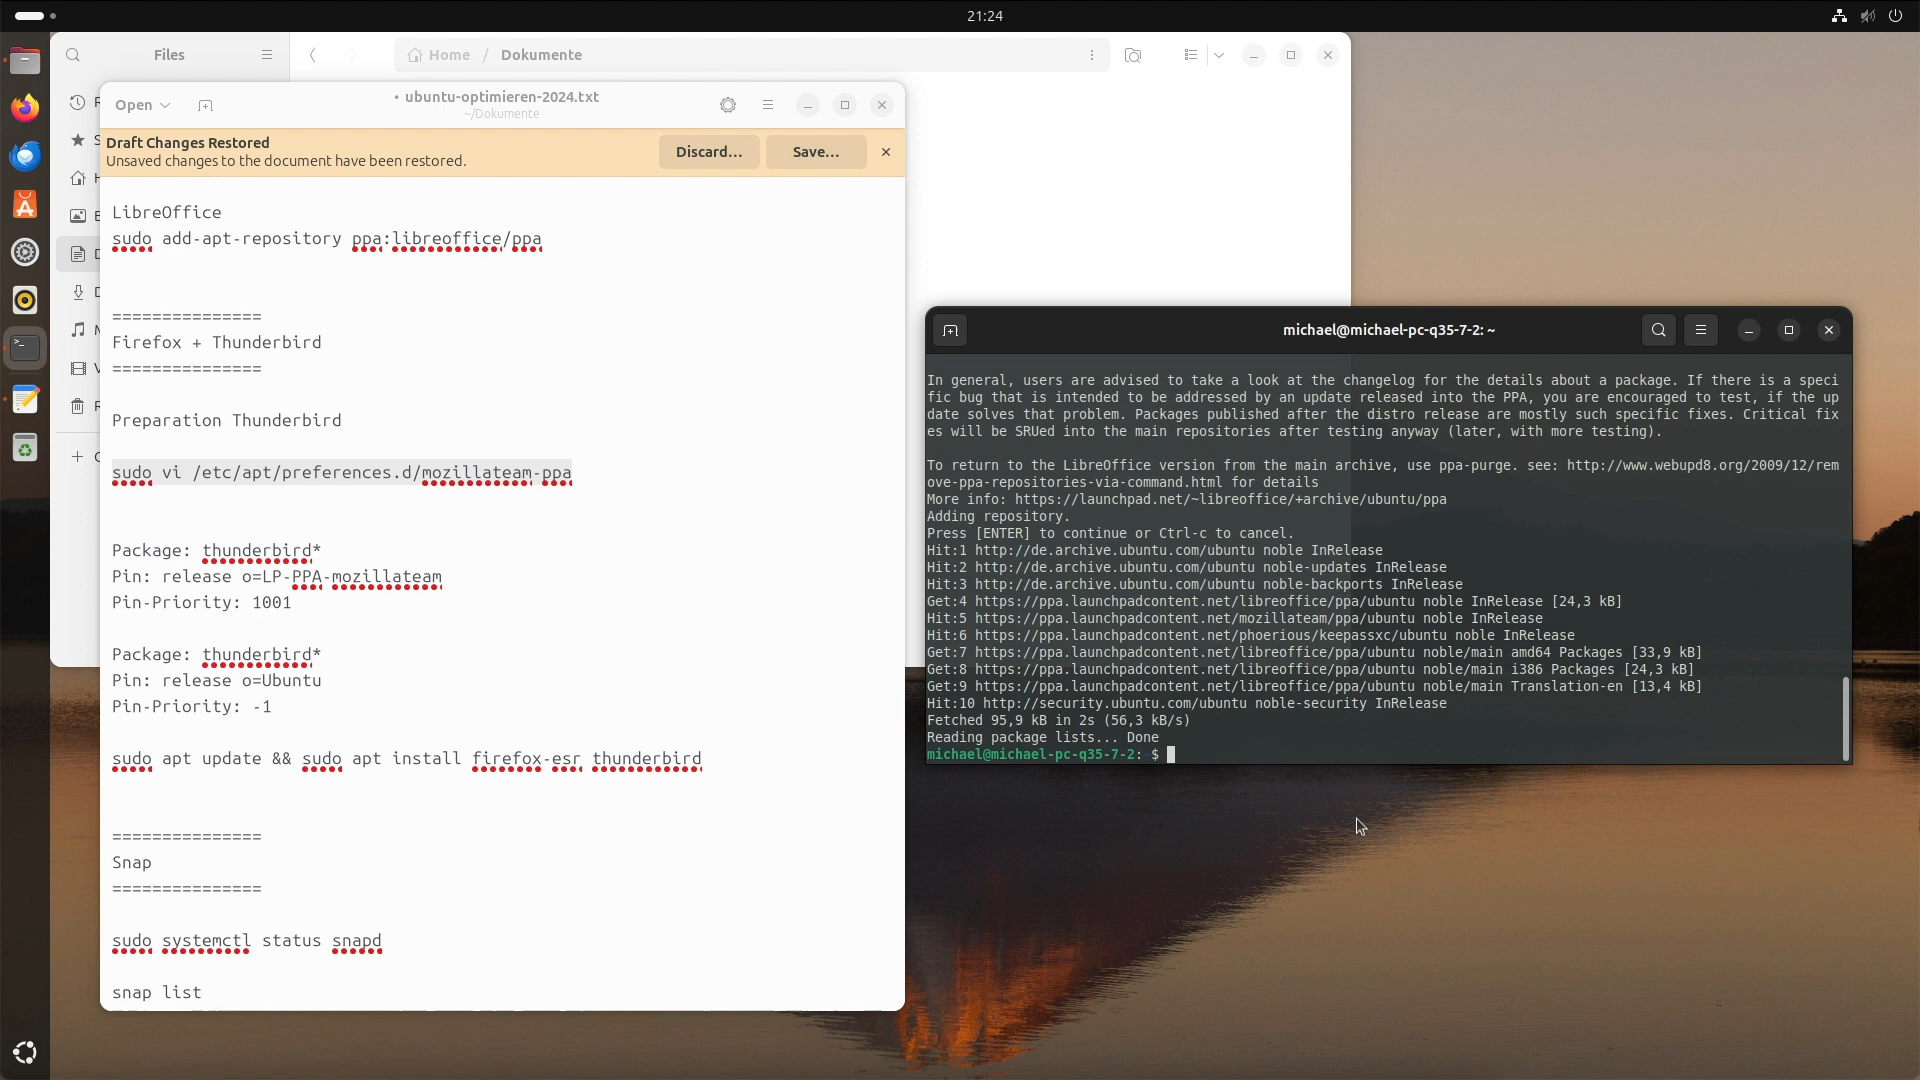 21:24
Files
Home / Dokumente
Open
• ubuntu-optimieren-2024.txt
~/Dokumente
Draft Changes Restored
Unsaved changes to the document have been restored.
Discard...
Save...
LibreOffice
sudo add-apt-repository ppa:libreoffice/ppa
===============
Firefox + Thunderbird
===============
Preparation Thunderbird
sudo vi /etc/apt/preferences.d/mozillateam-ppa
Package: thunderbird*
Pin: release o=LP-PPA-mozillateam
Pin-Priority: 1001
Package: thunderbird*
Pin: release o=Ubuntu
Pin-Priority: -1
sudo apt update && sudo apt install firefox-esr thunderbird
===============
Snap
===============
sudo systemctl status snapd
snap list
michael@michael-pc-q35-7-2: ~
In general, users are advised to take a look at the changelog for the details about a package. If there is a speci
fic bug that is intended to be addressed by an update released into the PPA, you are encouraged to test, if the up
date solves that problem. Packages published after the distro release are mostly such specific fixes. Critical fix
es will be SRUed into the main repositories after testing anyway (later, with more testing).
To return to the LibreOffice version from the main archive, use ppa-purge. see: http://www.webupd8.org/2009/12/rem
ove-ppa-repositories-via-command.html for details
More info: https://launchpad.net/~libreoffice/+archive/ubuntu/ppa
Adding repository.
Press [ENTER] to continue or Ctrl-c to cancel.
Hit:1 http://de.archive.ubuntu.com/ubuntu noble InRelease
Hit:2 http://de.archive.ubuntu.com/ubuntu noble-updates InRelease
Hit:3 http://de.archive.ubuntu.com/ubuntu noble-backports InRelease
Get:4 https://ppa.launchpadcontent.net/libreoffice/ppa/ubuntu noble InRelease [24,3 kB]
Hit:5 https://ppa.launchpadcontent.net/mozillateam/ppa/ubuntu noble InRelease
Hit:6 https://ppa.launchpadcontent.net/phoerious/keepassxc/ubuntu noble InRelease
Get:7 https://ppa.launchpadcontent.net/libreoffice/ppa/ubuntu noble/main amd64 Packages [33,9 kB]
Get:8 https://ppa.launchpadcontent.net/libreoffice/ppa/ubuntu noble/main i386 Packages [24,3 kB]
Get:9 https://ppa.launchpadcontent.net/libreoffice/ppa/ubuntu noble/main Translation-en [13,4 kB]
Hit:10 http://security.ubuntu.com/ubuntu noble-security InRelease
Fetched 95,9 kB in 2s (56,3 kB/s)
Reading package lists... Done
michael@michael-pc-q35-7-2: $